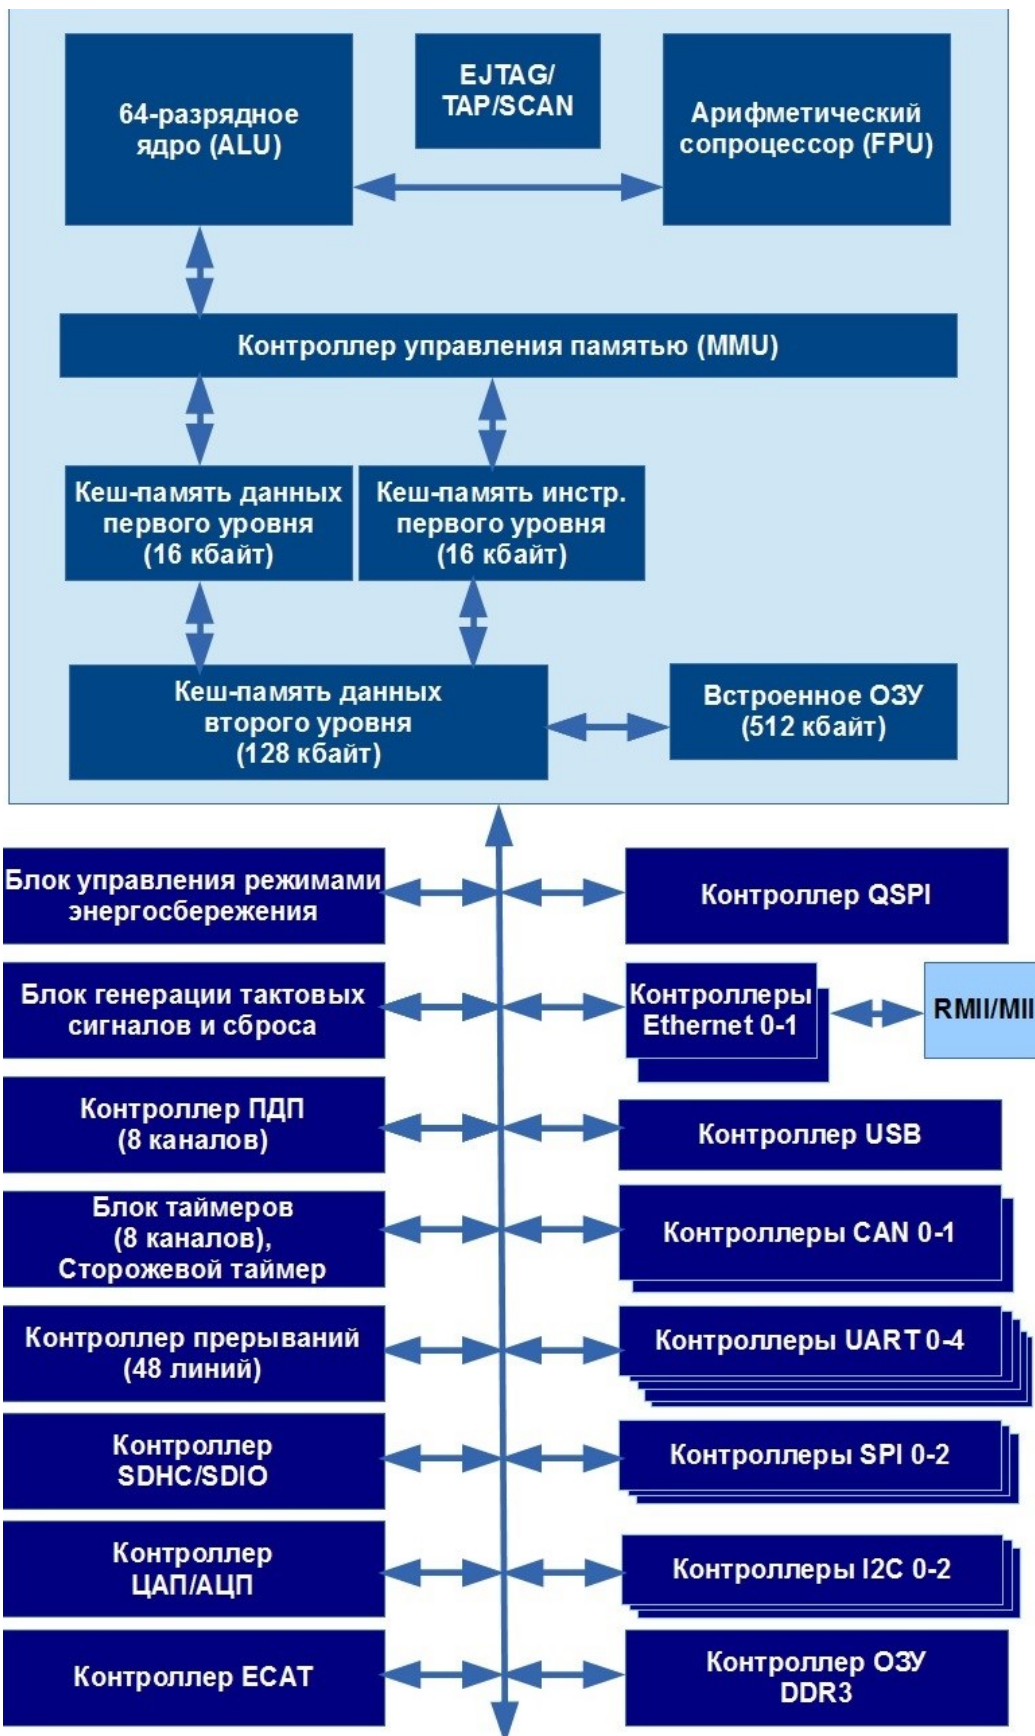 64-разрядное
ядро (ALU)
EJTAG/
TAP/SCAN
Арифметический
сопроцессор (FPU)
Контроллер управления памятью (MMU)
Кеш-память данных
первого уровня
(16 кбайт)
Кеш-память инстр.
первого уровня
(16 кбайт)
Кеш-память данных
второго уровня
(128 кбайт)
Встроенное ОЗУ
(512 кбайт)
Блок управления режимами
энергосбережения
Контроллер QSPI
Блок генерации тактовых
сигналов и сброса
Контроллеры
Ethernet 0-1
RMII/MII
Контроллер ПДП
(8 каналов)
Контроллер USB
Блок таймеров
(8 каналов),
Сторожевой таймер
Контроллеры CAN 0-1
Контроллер прерываний
(48 линий)
Контроллеры UART 0-4
Контроллер
SDHC/SDIO
Контроллеры SPI 0-2
Контроллер
ЦАП/АЦП
Контроллеры I2C 0-2
Контроллер ECAT
Контроллер ОЗУ
DDR3